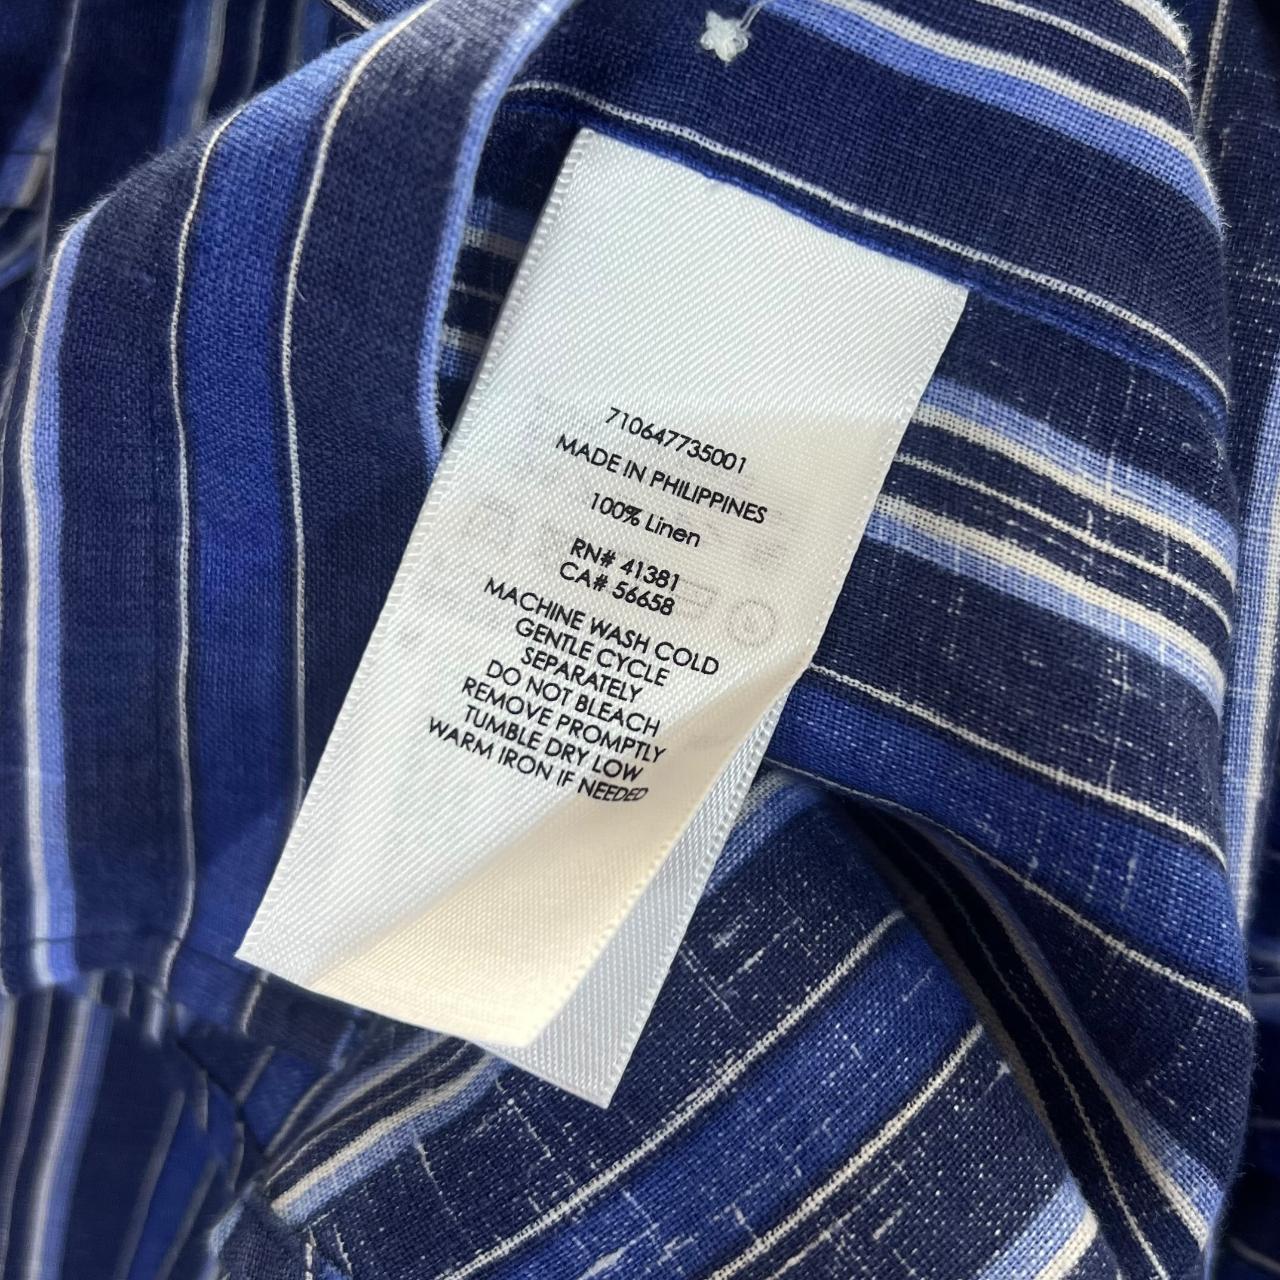 710647735001
MADE IN PHILIPPINES
100% Linen
RN# 41381
CA# 56658
MACHINE WASH COLD
GENTLE CYCLE
SEPARATELY
DO NOT BLEACH
REMOVE PROMPTLY
TUMBLE DRY LOW
WARM IRON IF NEEDED